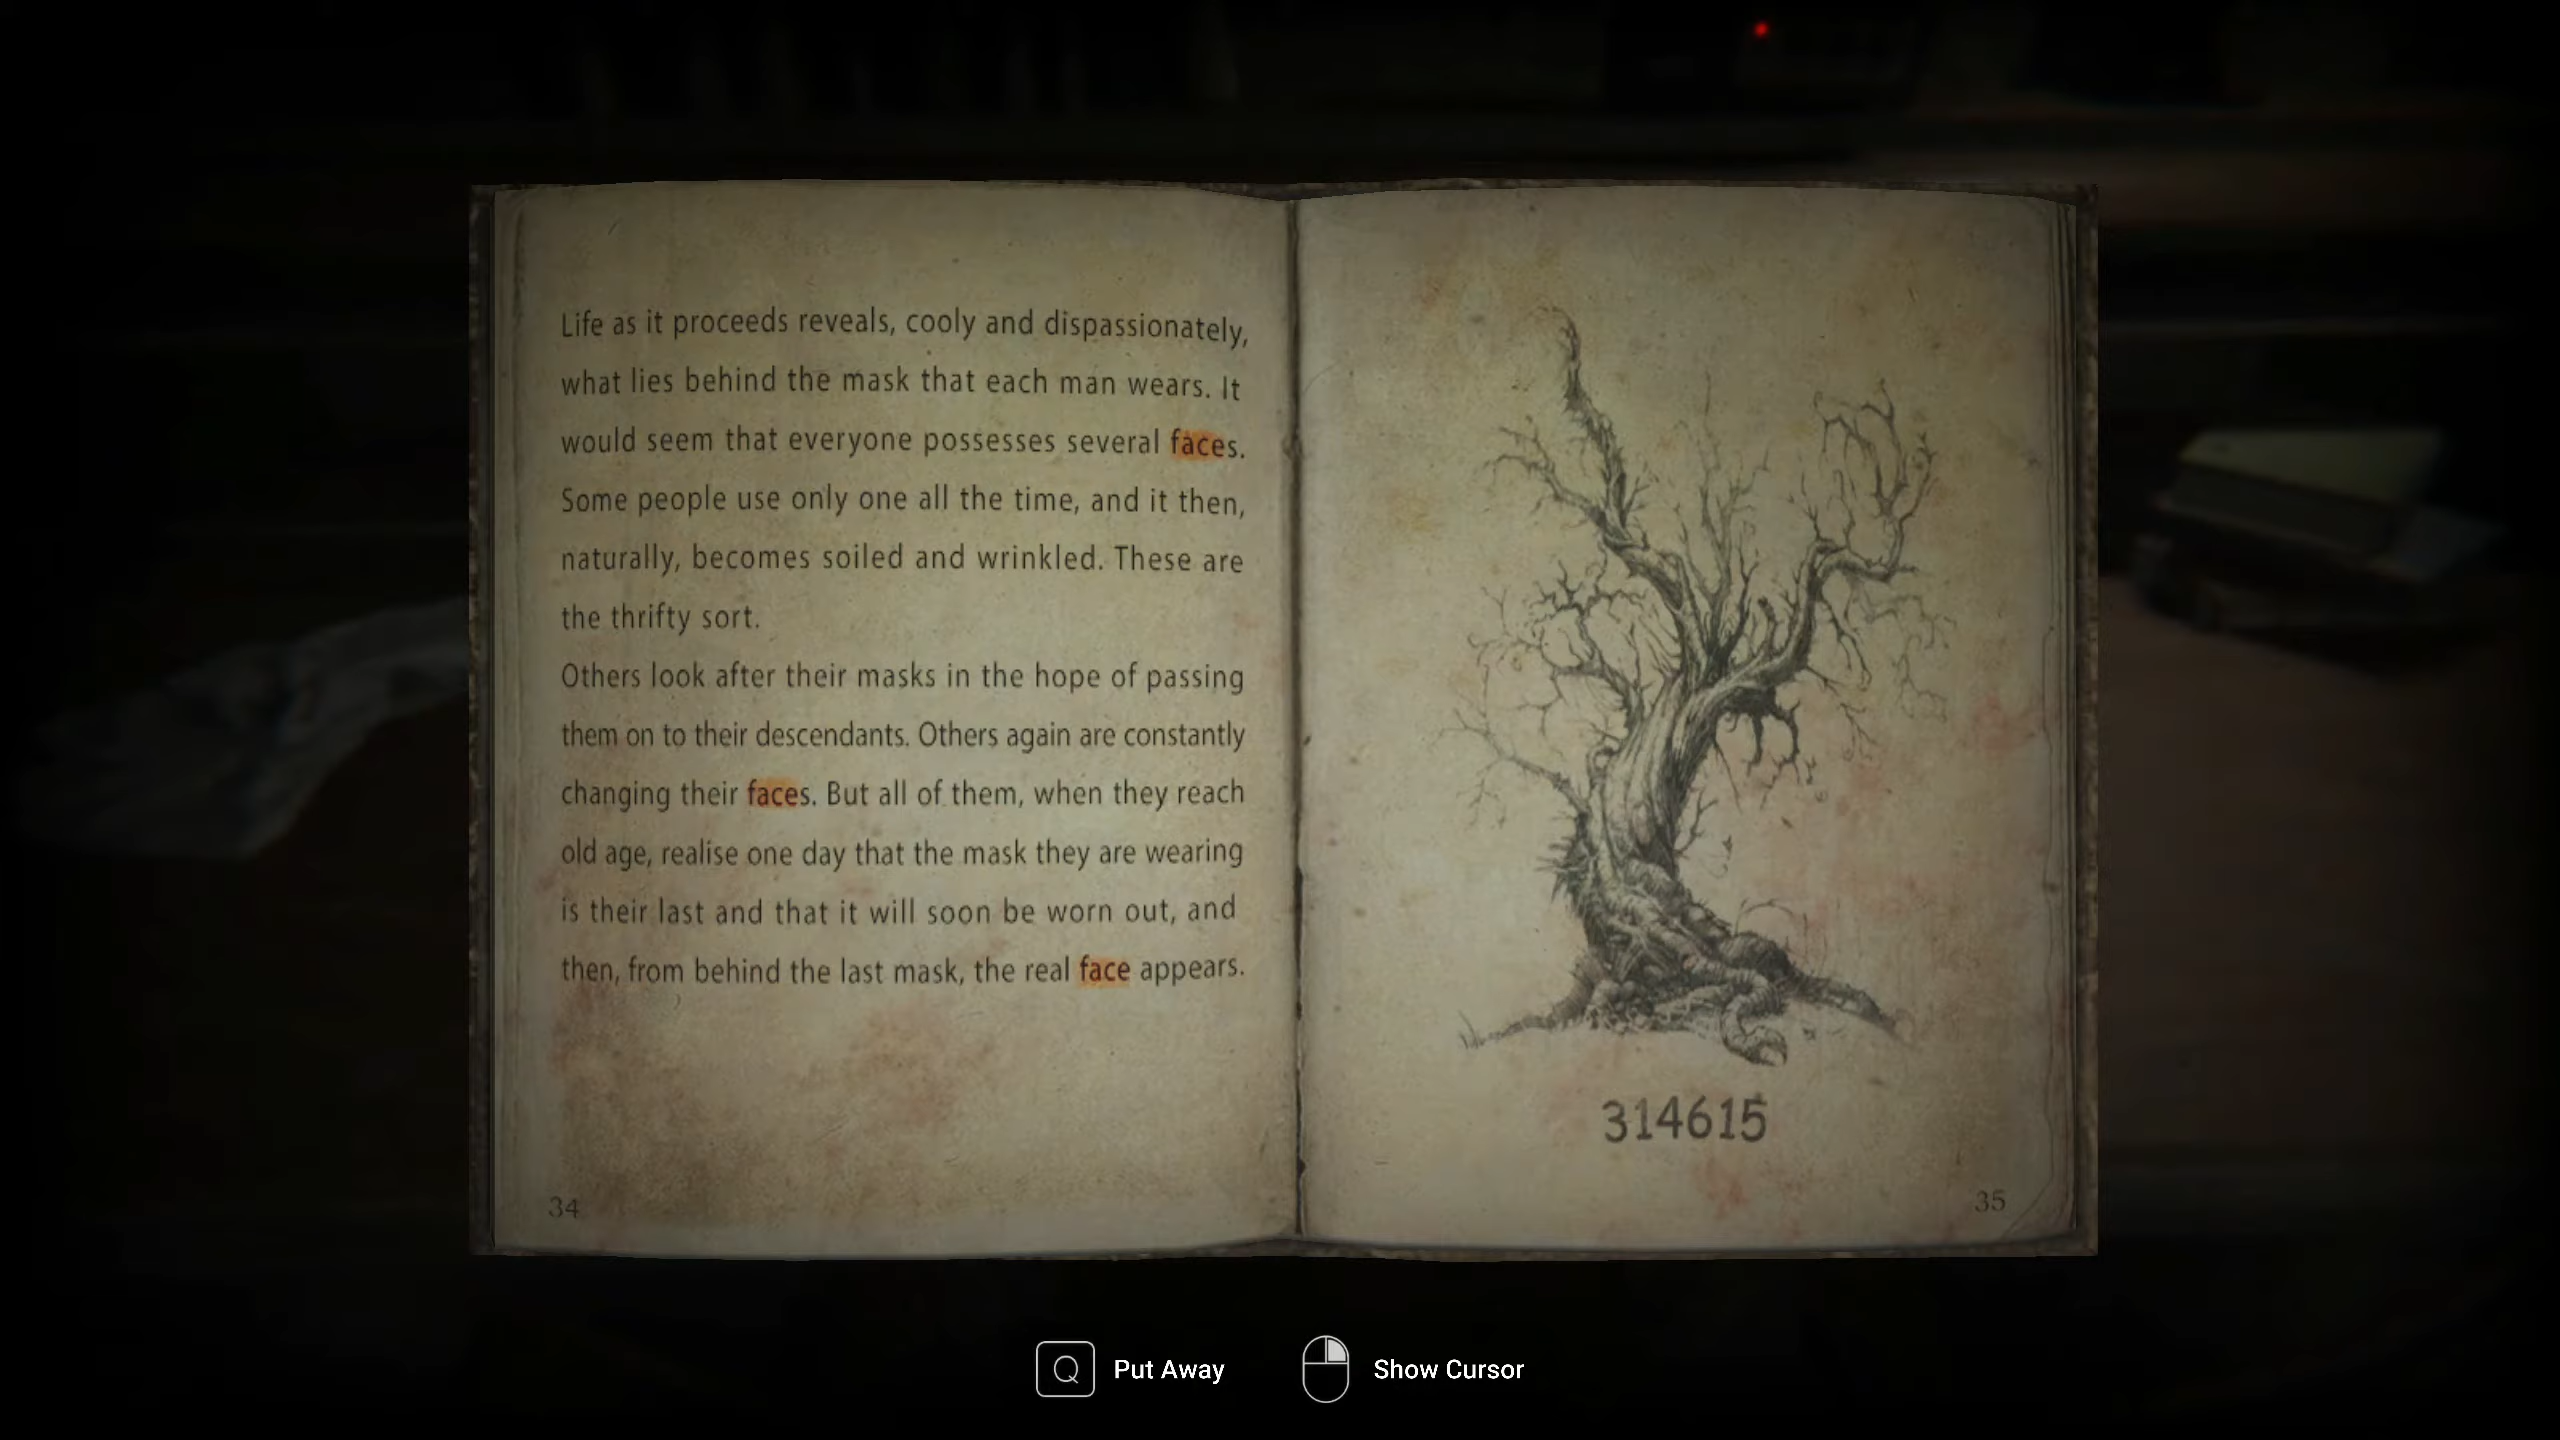 Life as it proceeds reveals, cooly and dispassionately,
what lies behind the mask that each man wears. It
would seem that everyone possesses several faces.
Some people use only one all the time, and it then,
naturally, becomes soiled and wrinkled. These are
the thrifty sort.
Others look after their masks in the hope of passing
them on to their descendants. Others again are constantly
changing their faces. But all of them, when they reach
old age, realise one day that the mask they are wearing
is their last and that it will soon be worn out, and
then, from behind the last mask, the real face appears.
34
314615
35
Q Put Away
Show Cursor